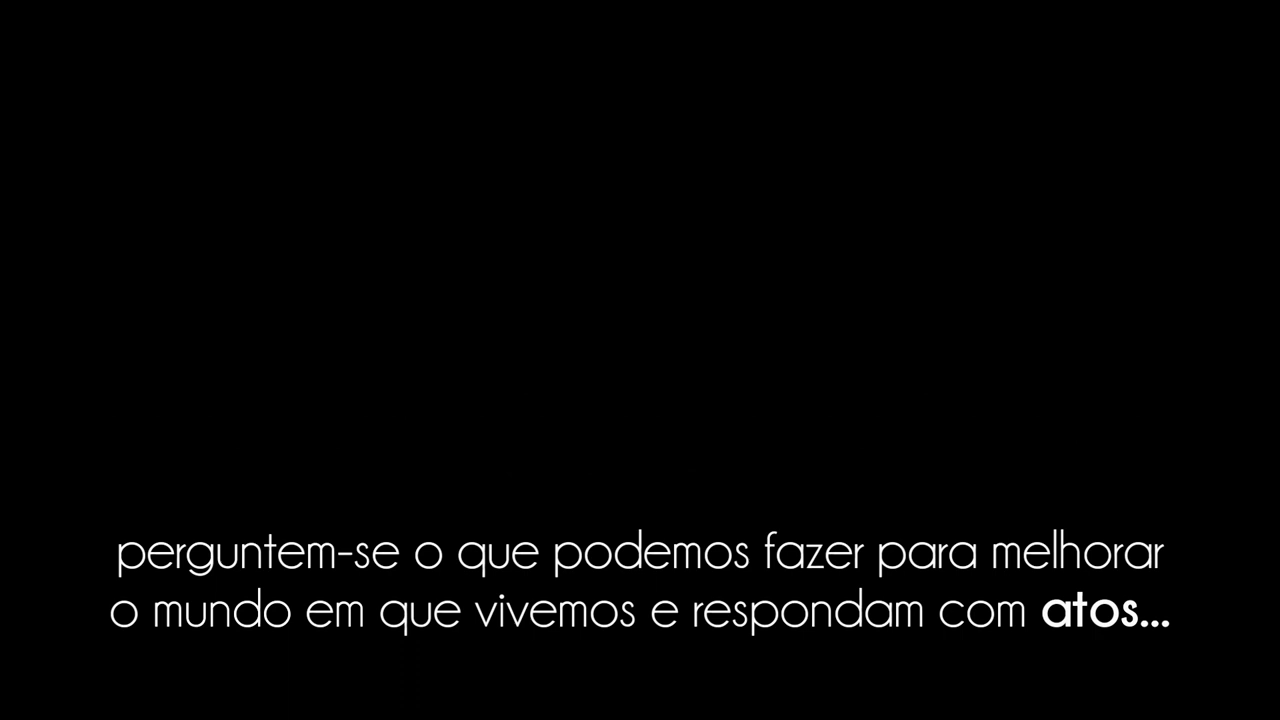 perguntem-se o que podemos fazer para melhorar
o mundo em que vivemos e respondam com atos...